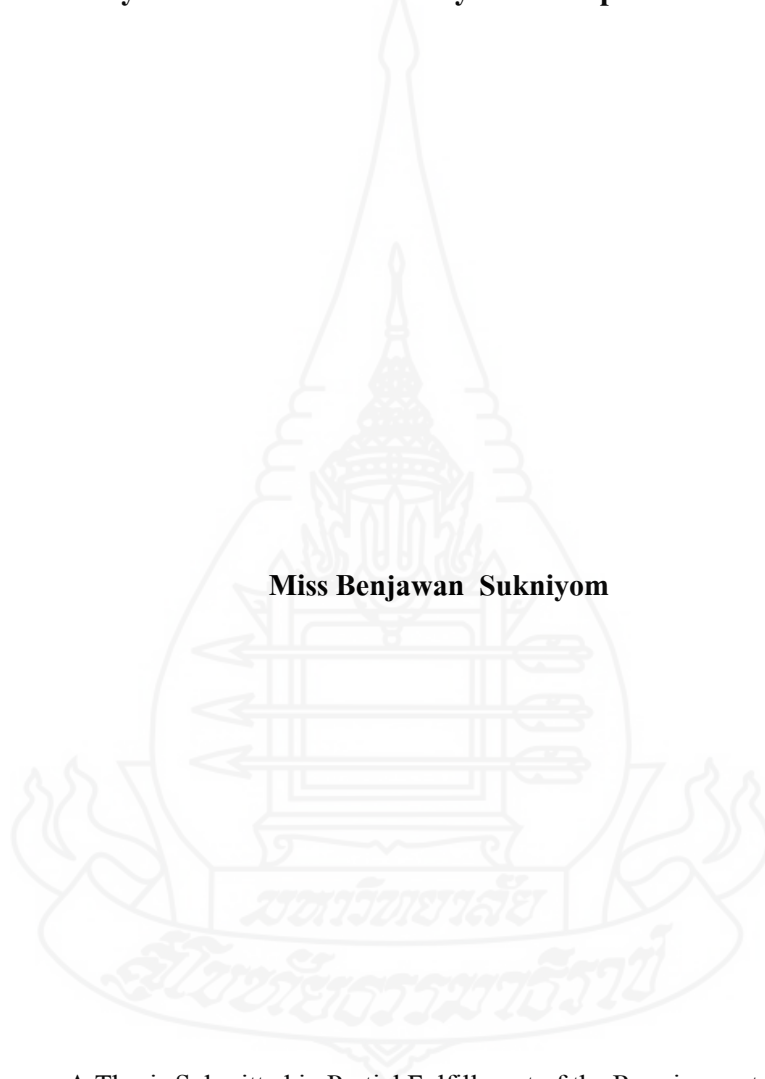 Miss Benjawan Sukniyom
มหาวิทยาลัย
สุโขทัยธรรมาธิราช
A Thesis Submitted in Partial Fulfillment of the